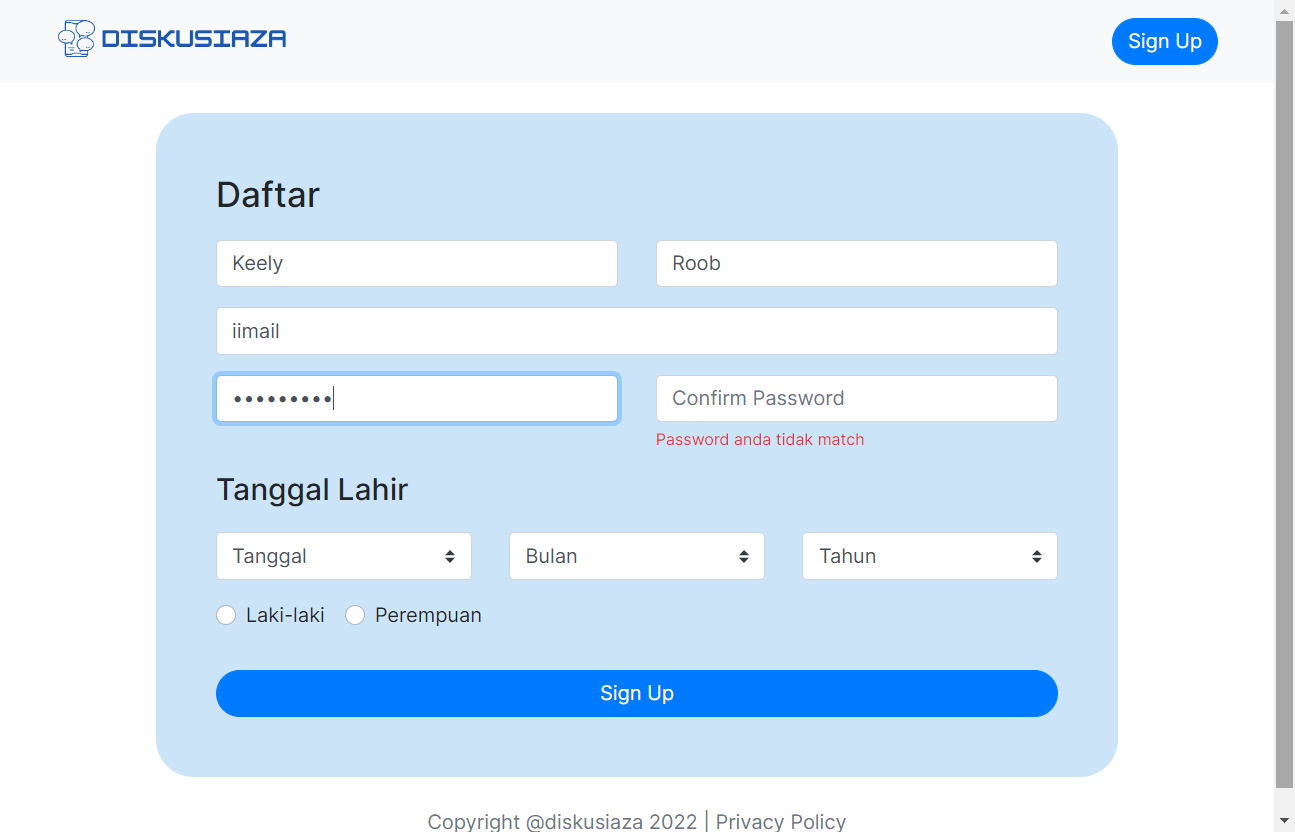 DISKUSIAZA
Sign Up
Daftar
Keely Roob
iimail
••••••••• Confirm Password
Password anda tidak match
Tanggal Lahir
Tanggal Bulan Tahun
Laki-laki Perempuan
Sign Up
Copyright @diskusiaza 2022 | Privacy Policy